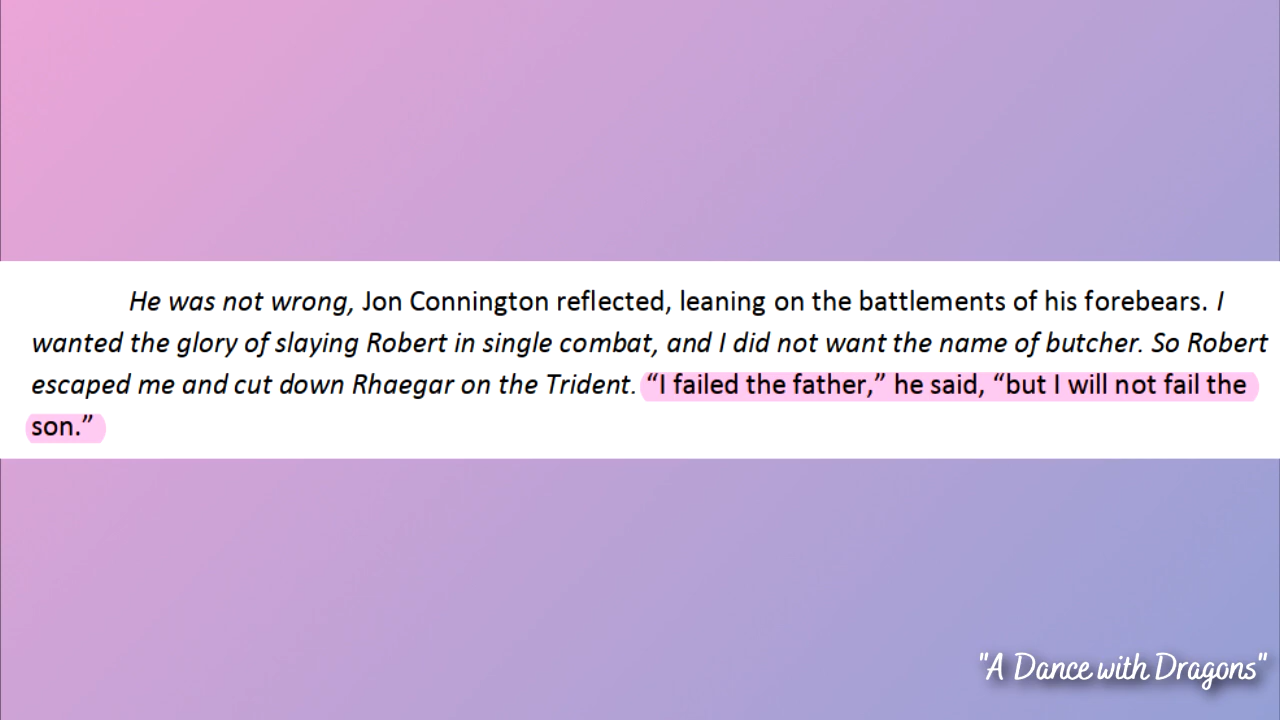 He was not wrong, Jon Connington reflected, leaning on the battlements of his forebears. I
wanted the glory of slaying Robert in single combat, and I did not want the name of butcher. So Robert
escaped me and cut down Rhaegar on the Trident. “I failed the father,” he said, “but I will not fail the
son.”
"A Dance with Dragons"